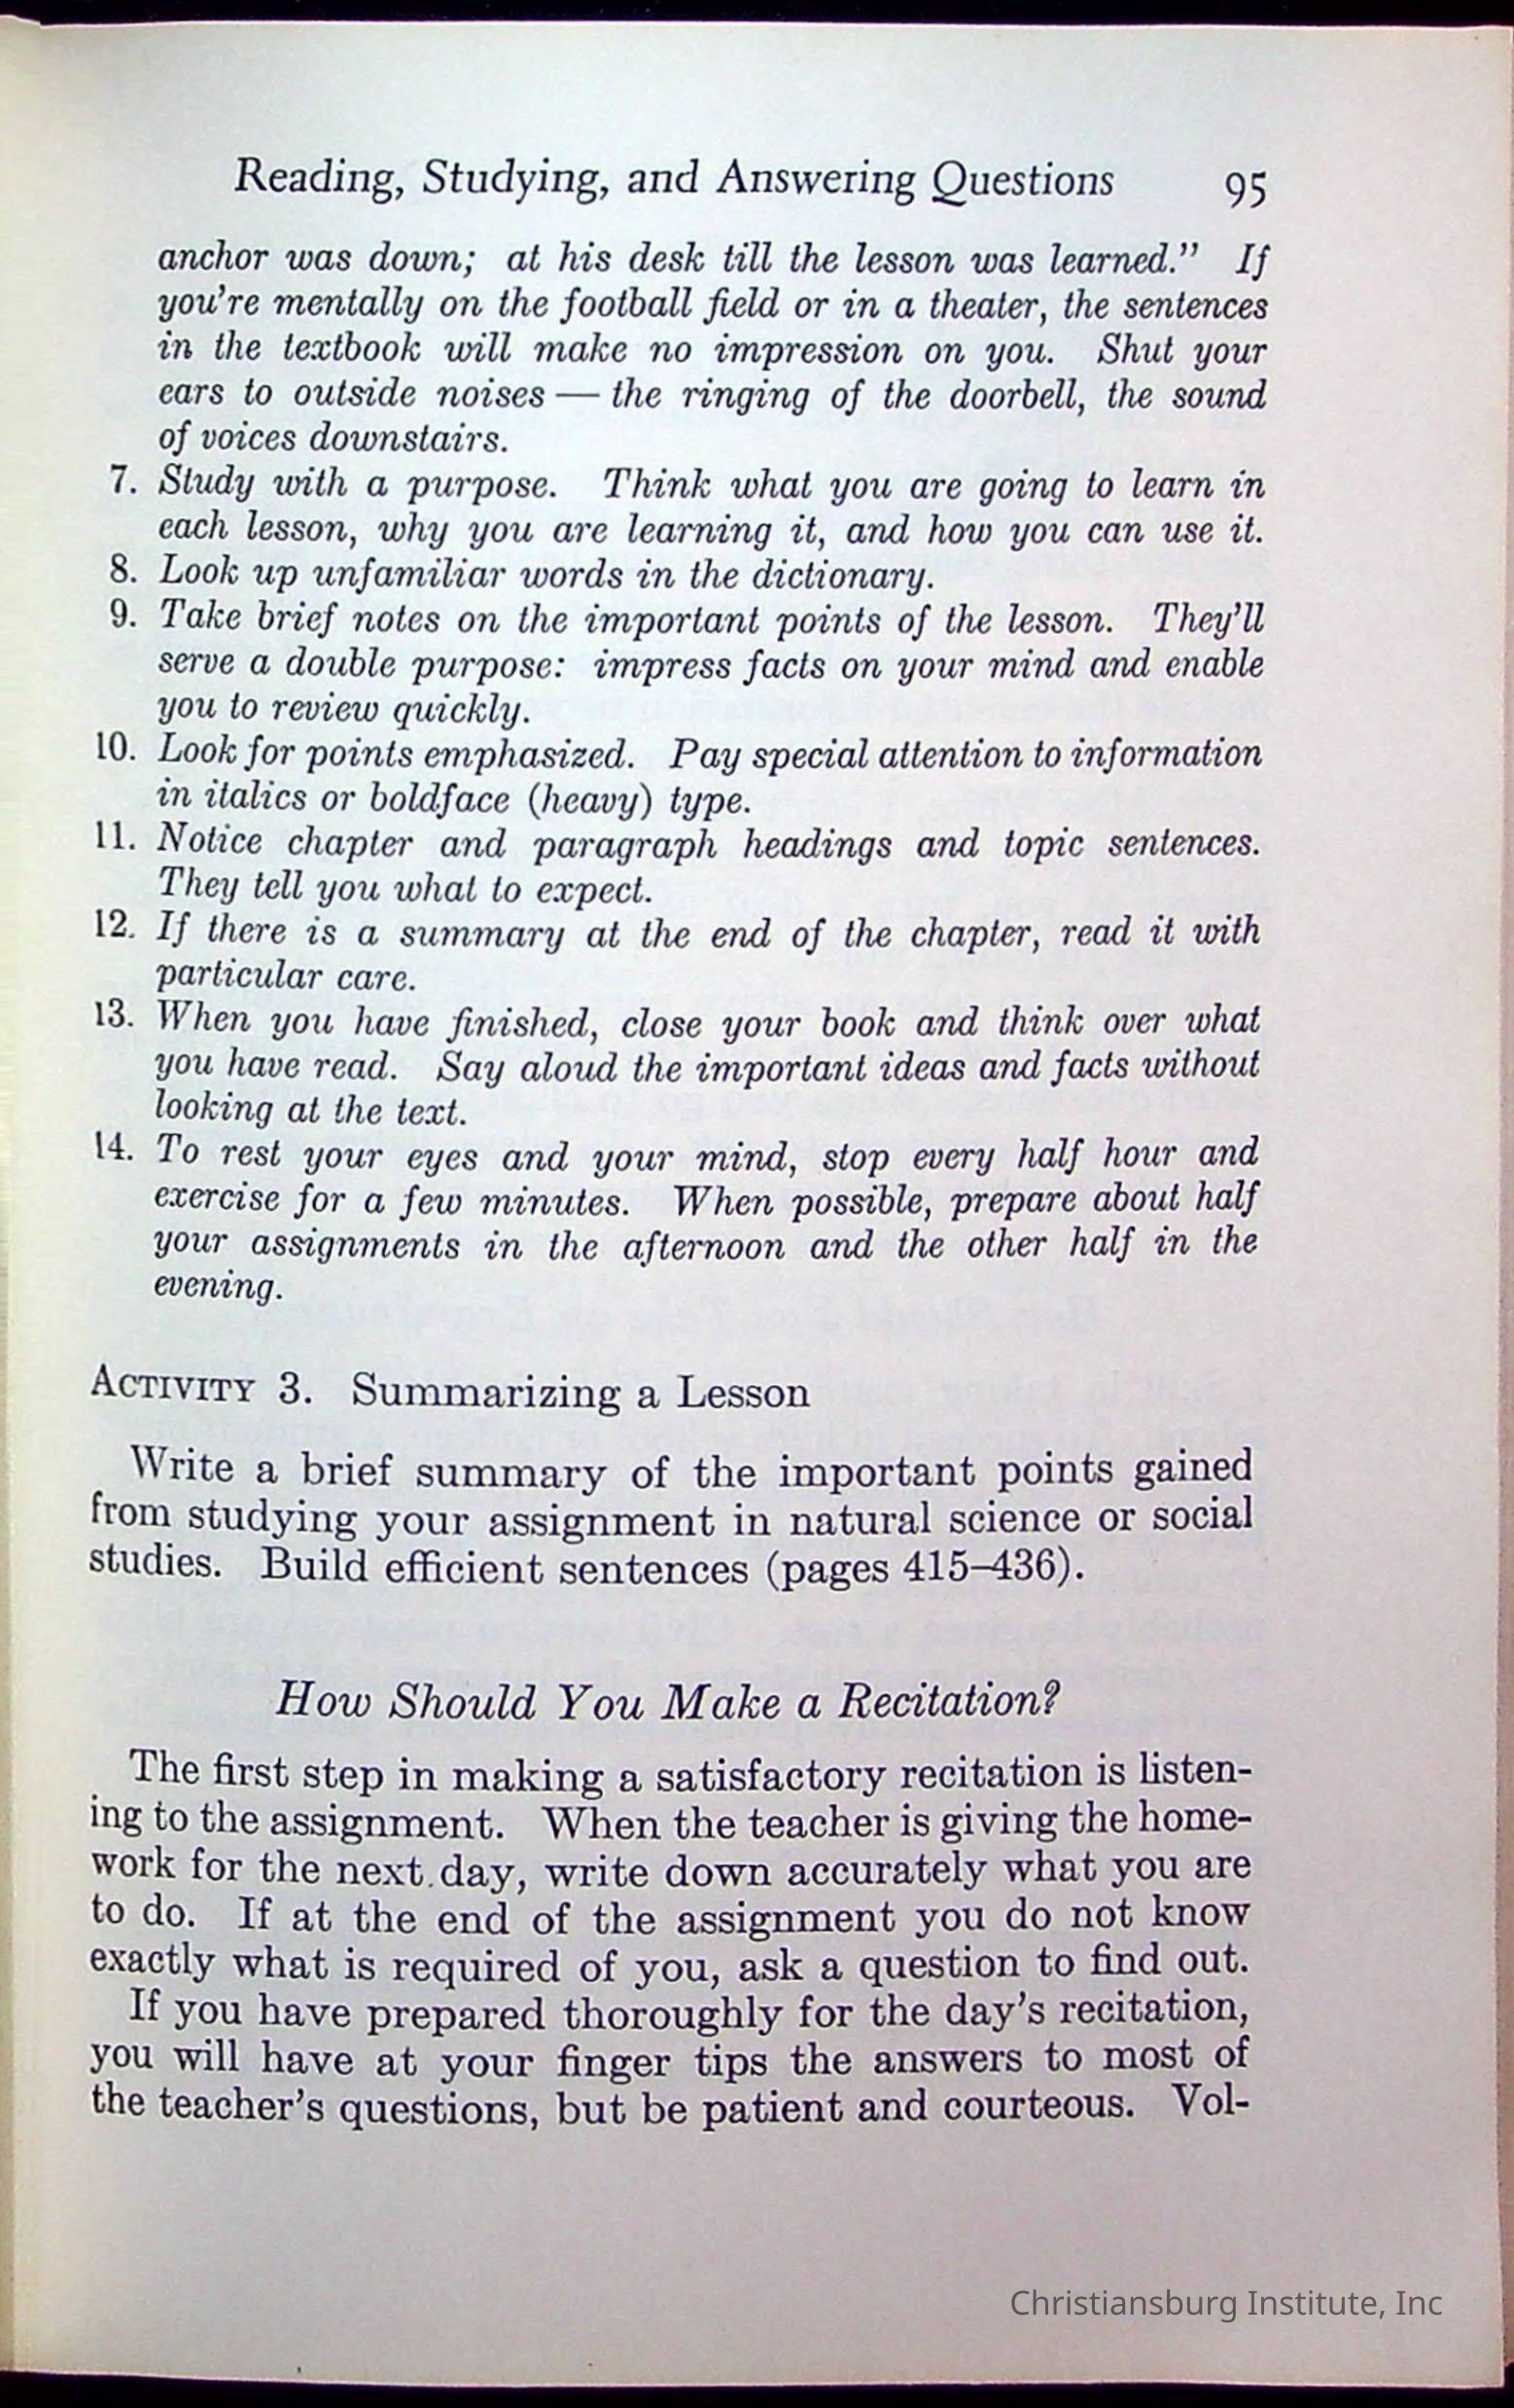 Reading, Studying, and Answering Questions 95
anchor was down; at his desk till the lesson was learned." If
you're mentally on the football field or in a theater, the sentences
in the textbook will make no impression on you. Shut your
ears to outside noises — the ringing of the doorbell, the sound
of voices downstairs.
7. Study with a purpose. Think what you are going to learn in
each lesson, why you are learning it, and how you can use it.
8. Look up unfamiliar words in the dictionary.
9. Take brief notes on the important points of the lesson. They'll
serve a double purpose: impress facts on your mind and enable
you to review quickly.
10. Look for points emphasized. Pay special attention to information
in italics or boldface (heavy) type.
11. Notice chapter and paragraph headings and topic sentences.
They tell you what to expect.
12. If there is a summary at the end of the chapter, read it with
particular care.
13. When you have finished, close your book and think over what
you have read. Say aloud the important ideas and facts without
looking at the text.
14. To rest your eyes and your mind, stop every half hour and
exercise for a few minutes. When possible, prepare about half
your assignments in the afternoon and the other half in the
evening.
ACTIVITY 3. Summarizing a Lesson
Write a brief summary of the important points gained
from studying your assignment in natural science or social
studies. Build efficient sentences (pages 415–436).
How Should You Make a Recitation?
The first step in making a satisfactory recitation is listen-
ing to the assignment. When the teacher is giving the home-
work for the next day, write down accurately what you are
to do. If at the end of the assignment you do not know
exactly what is required of you, ask a question to find out.
If you have prepared thoroughly for the day's recitation,
you will have at your finger tips the answers to most of
the teacher's questions, but be patient and courteous. Vol-
Christiansburg Institute, Inc